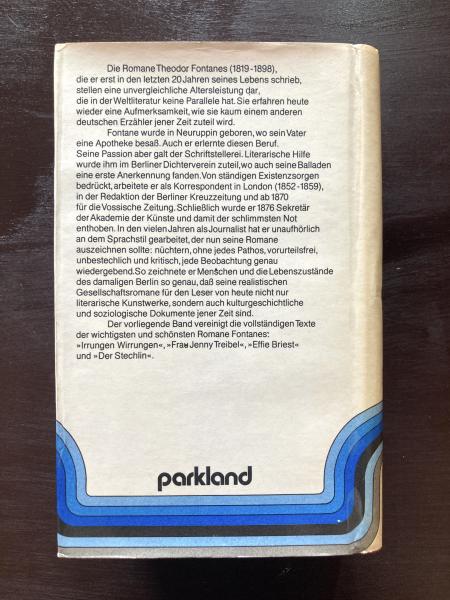 Die Romane Theodor Fontanes (1819-1898),
die er erst in den letzten 20 Jahren seines Lebens schrieb,
stellen eine unvergleichliche Altersleistung dar,
die in der Weltliteratur keine Parallele hat. Sie erfahren heute
wieder eine Aufmerksamkeit, wie sie kaum einem anderen
deutschen Erzähler jener Zeit zuteil wird.
Fontane wurde in Neuruppin geboren, wo sein Vater
eine Apotheke besaß. Auch er erlernte diesen Beruf.
Seine Passion aber galt der Schriftstellerei. Literarische Hilfe
wurde ihm im Berliner Dichterverein zuteil, wo auch seine Balladen
eine erste Anerkennung fanden. Von ständigen Existenzsorgen
bedrückt, arbeitete er als Korrespondent in London (1852-1859),
in der Redaktion der Berliner Kreuzzeitung und ab 1870
für die Vossische Zeitung. Schließlich wurde er 1876 Sekretär
der Akademie der Künste und damit der schlimmsten Not
enthoben. In den vielen Jahren als Journalist hat er unaufhörlich
an dem Sprachstil gearbeitet, der nun seine Romane
auszeichnen sollte: nüchtern, ohne jedes Pathos, vorurteilsfrei,
unbestechlich und kritisch, jede Beobachtung genau
wiedergebend. So zeichnete er Menschen und die Lebenszustände
des damaligen Berlin so genau, daß seine realistischen
Gesellschaftsromane für den Leser von heute nicht nur
literarische Kunstwerke, sondern auch kulturgeschichtliche
und soziologische Dokumente jener Zeit sind.
Der vorliegende Band vereinigt die vollständigen Texte
der wichtigsten und schönsten Romane Fontanes:
»Irrungen Wirrungen«, »Frau Jenny Treibel«, »Effie Briest«
und »Der Stechlin«.
parkland